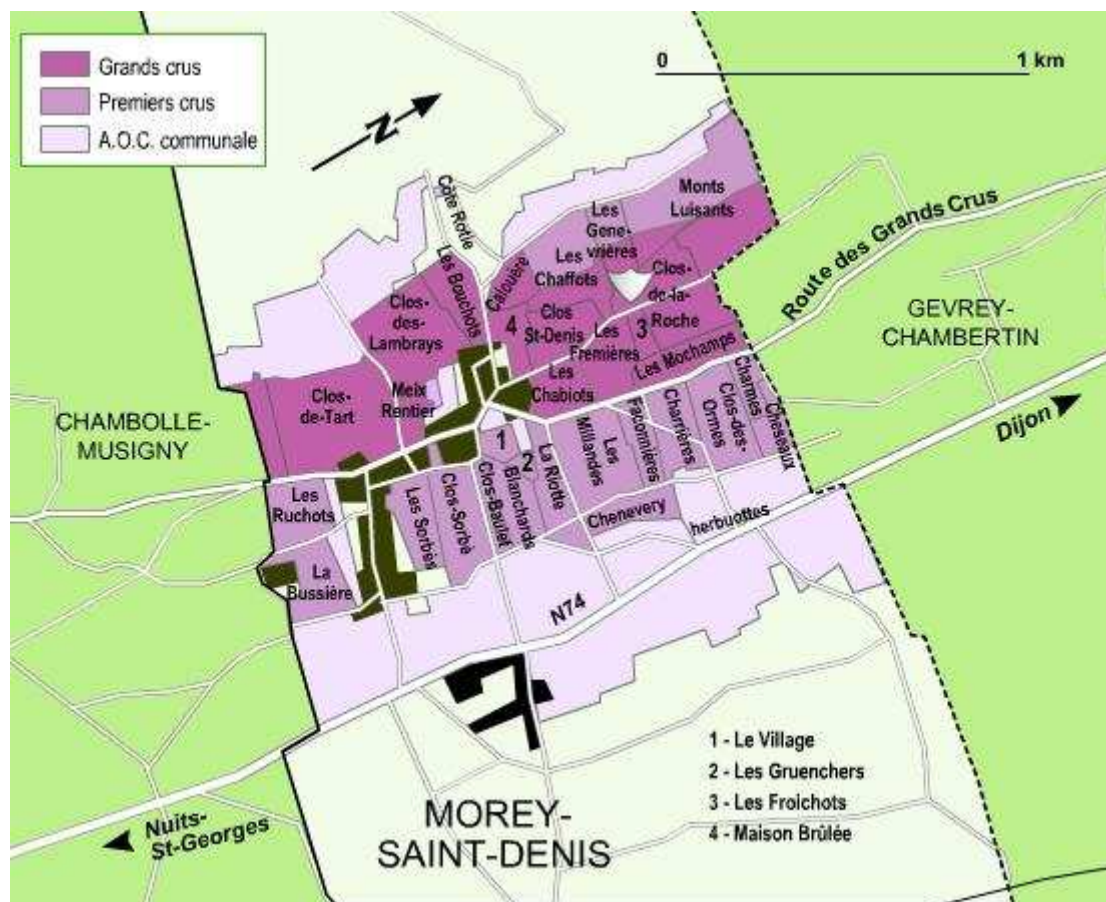 Grands crus
Premiers crus
A.O.C. communale
0
1 km
N
Côte Rotie
Les Bouchots
Calouère
Monts
Luisants
Les
Gene-
vrières
Les
Chaffots
Clos-
de-la-
Roche
Route des Grands Crus
Clos-
des-
Lambrays
4
Clos
St-Denis
Les
Fremières
3
GEVREY-
CHAMBERTIN
Les Mochamps
Les
Chabiots
Meix
Rentier
Clos-
de-Tart
CHAMBOLLE-
MUSIGNY
Charmes
Cheseaux
Clos-des-
Ormes
Charrières
Faconnières
Les
Millandes
La Riotte
1
2
Blanchards
Clos-Baulet
Clos-Sorbè
Les Sorbèr
Les
Ruchots
La
Bussière
Chenevery
herbuottes
Dijon
N74
1 - Le Village
2 - Les Gruenchers
3 - Les Froichots
4 - Maison Brûlée
MOREY-
SAINT-DENIS
Nuits-
St-Georges